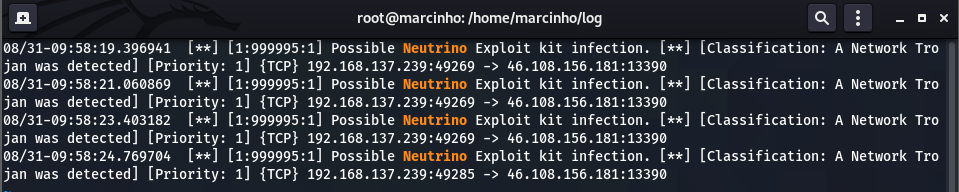 root@marcinho: /home/marcinho/log
08/31-09:58:19.396941  [**] [1:999995:1] Possible Neutrino Exploit kit infection. [**] [Classification: A Network Tro
jan was detected] [Priority: 1] {TCP} 192.168.137.239:49269 -> 46.108.156.181:13390
08/31-09:58:21.060869  [**] [1:999995:1] Possible Neutrino Exploit kit infection. [**] [Classification: A Network Tro
jan was detected] [Priority: 1] {TCP} 192.168.137.239:49269 -> 46.108.156.181:13390
08/31-09:58:23.403182  [**] [1:999995:1] Possible Neutrino Exploit kit infection. [**] [Classification: A Network Tro
jan was detected] [Priority: 1] {TCP} 192.168.137.239:49269 -> 46.108.156.181:13390
08/31-09:58:24.769704  [**] [1:999995:1] Possible Neutrino Exploit kit infection. [**] [Classification: A Network Tro
jan was detected] [Priority: 1] {TCP} 192.168.137.239:49285 -> 46.108.156.181:13390